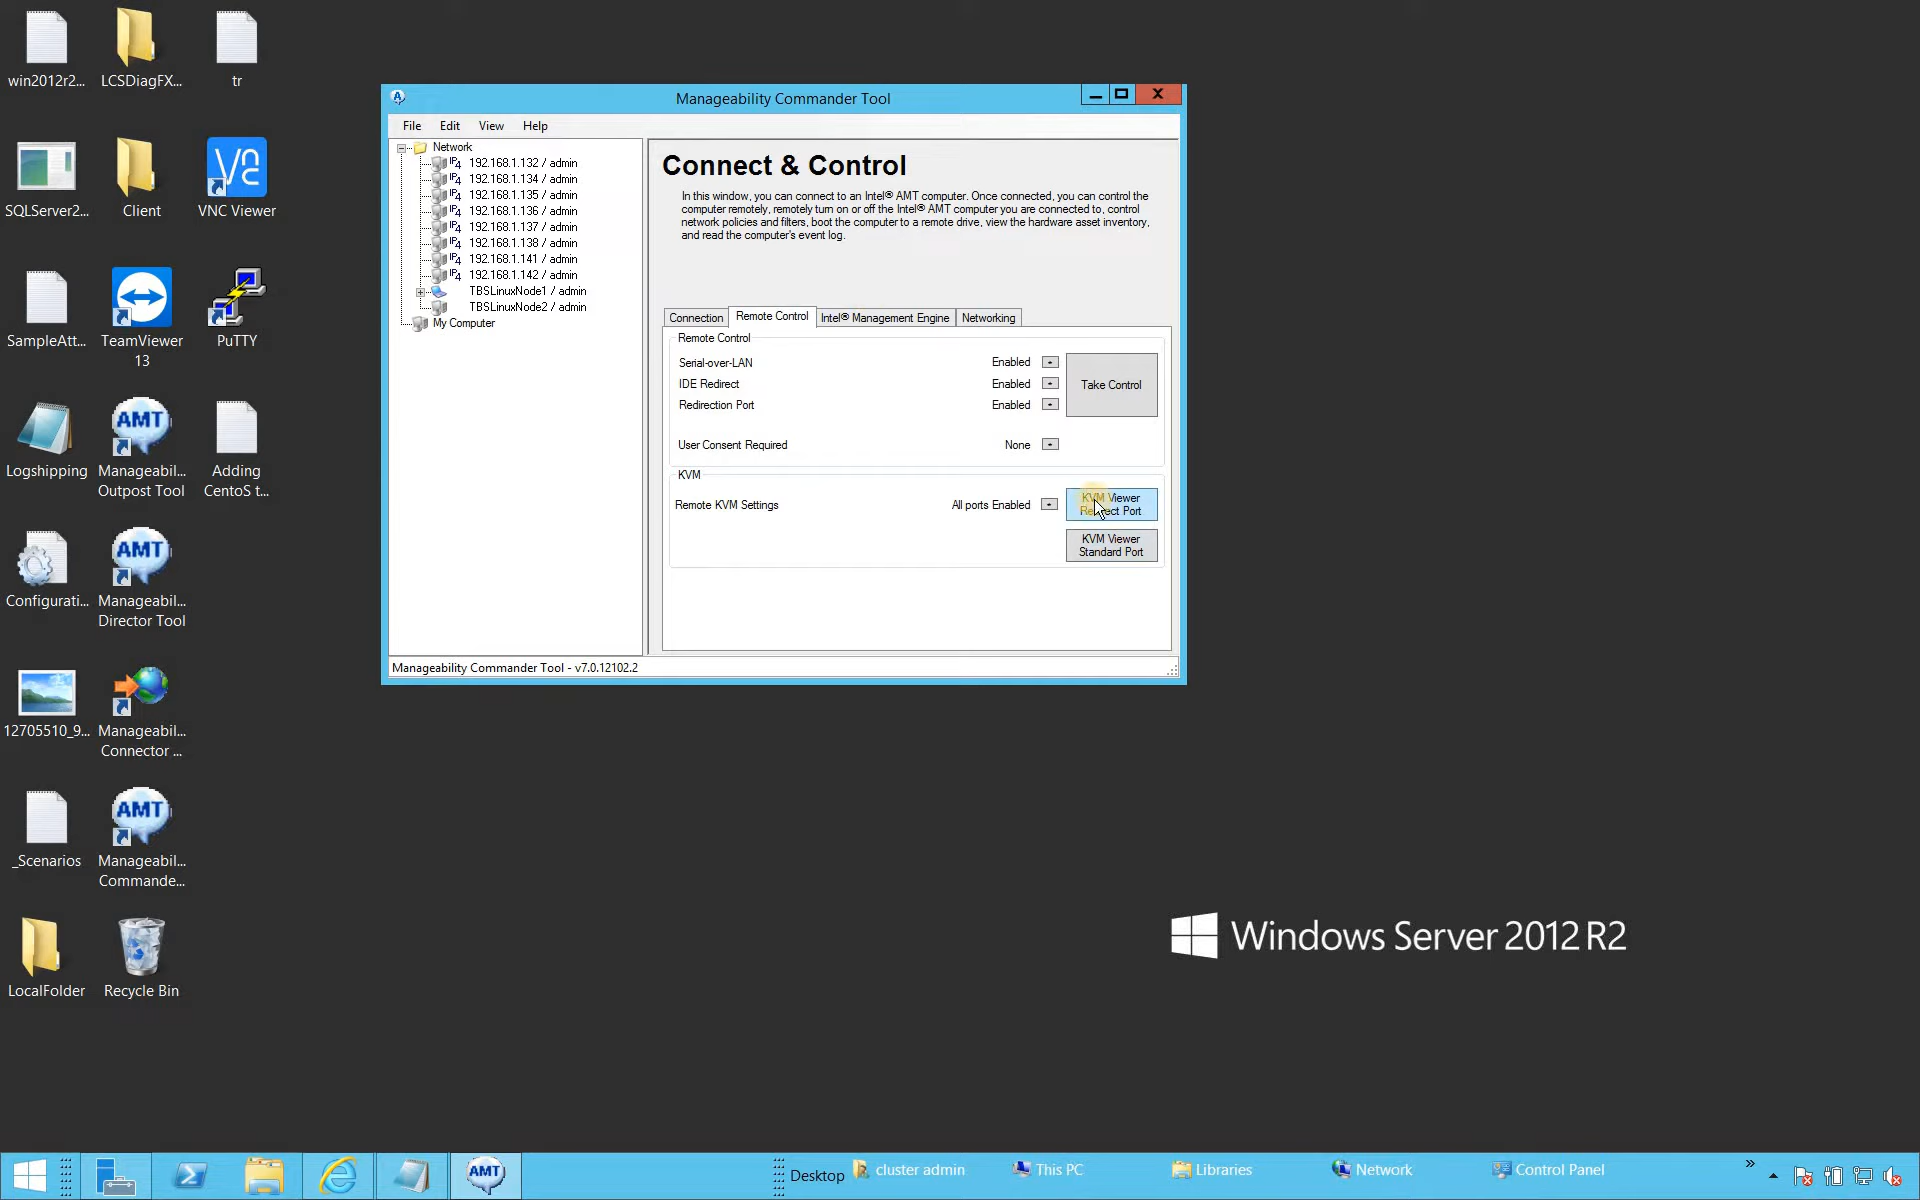 win2012r2...
LCSDiagFX...
tr
SQLServer2...
Client
VNC Viewer
SampleAtt...
TeamViewer
13
PuTTY
Logshipping
Manageabil...
Outpost Tool
Adding
CentoS t...
Configurati...
Manageabil...
Director Tool
12705510_9...
Manageabil...
Connector ...
_Scenarios
Manageabil...
Commande...
LocalFolder
Recycle Bin
Manageability Commander Tool
File Edit View Help
Network
192.168.1.132 / admin
192.168.1.134 / admin
192.168.1.135 / admin
192.168.1.136 / admin
192.168.1.137 / admin
192.168.1.138 / admin
192.168.1.141 / admin
192.168.1.142 / admin
TBSLinuxNode1 / admin
TBSLinuxNode2 / admin
My Computer
Connect & Control
In this window, you can connect to an Intel® AMT computer. Once connected, you can control the
computer remotely, remotely turn on or off the Intel® AMT computer you are connected to, control
network policies and filters, boot the computer to a remote drive, view the hardware asset inventory,
and read the computer's event log.
Connection Remote Control Intel® Management Engine Networking
Remote Control
Serial-over-LAN Enabled
IDE Redirect Enabled
Redirection Port Enabled
Take Control
User Consent Required None
KVM
Remote KVM Settings All ports Enabled
KVM Viewer
Redirect Port
KVM Viewer
Standard Port
Manageability Commander Tool - v7.0.12102.2
Windows Server 2012 R2
AMT
Desktop cluster admin This PC Libraries Network Control Panel